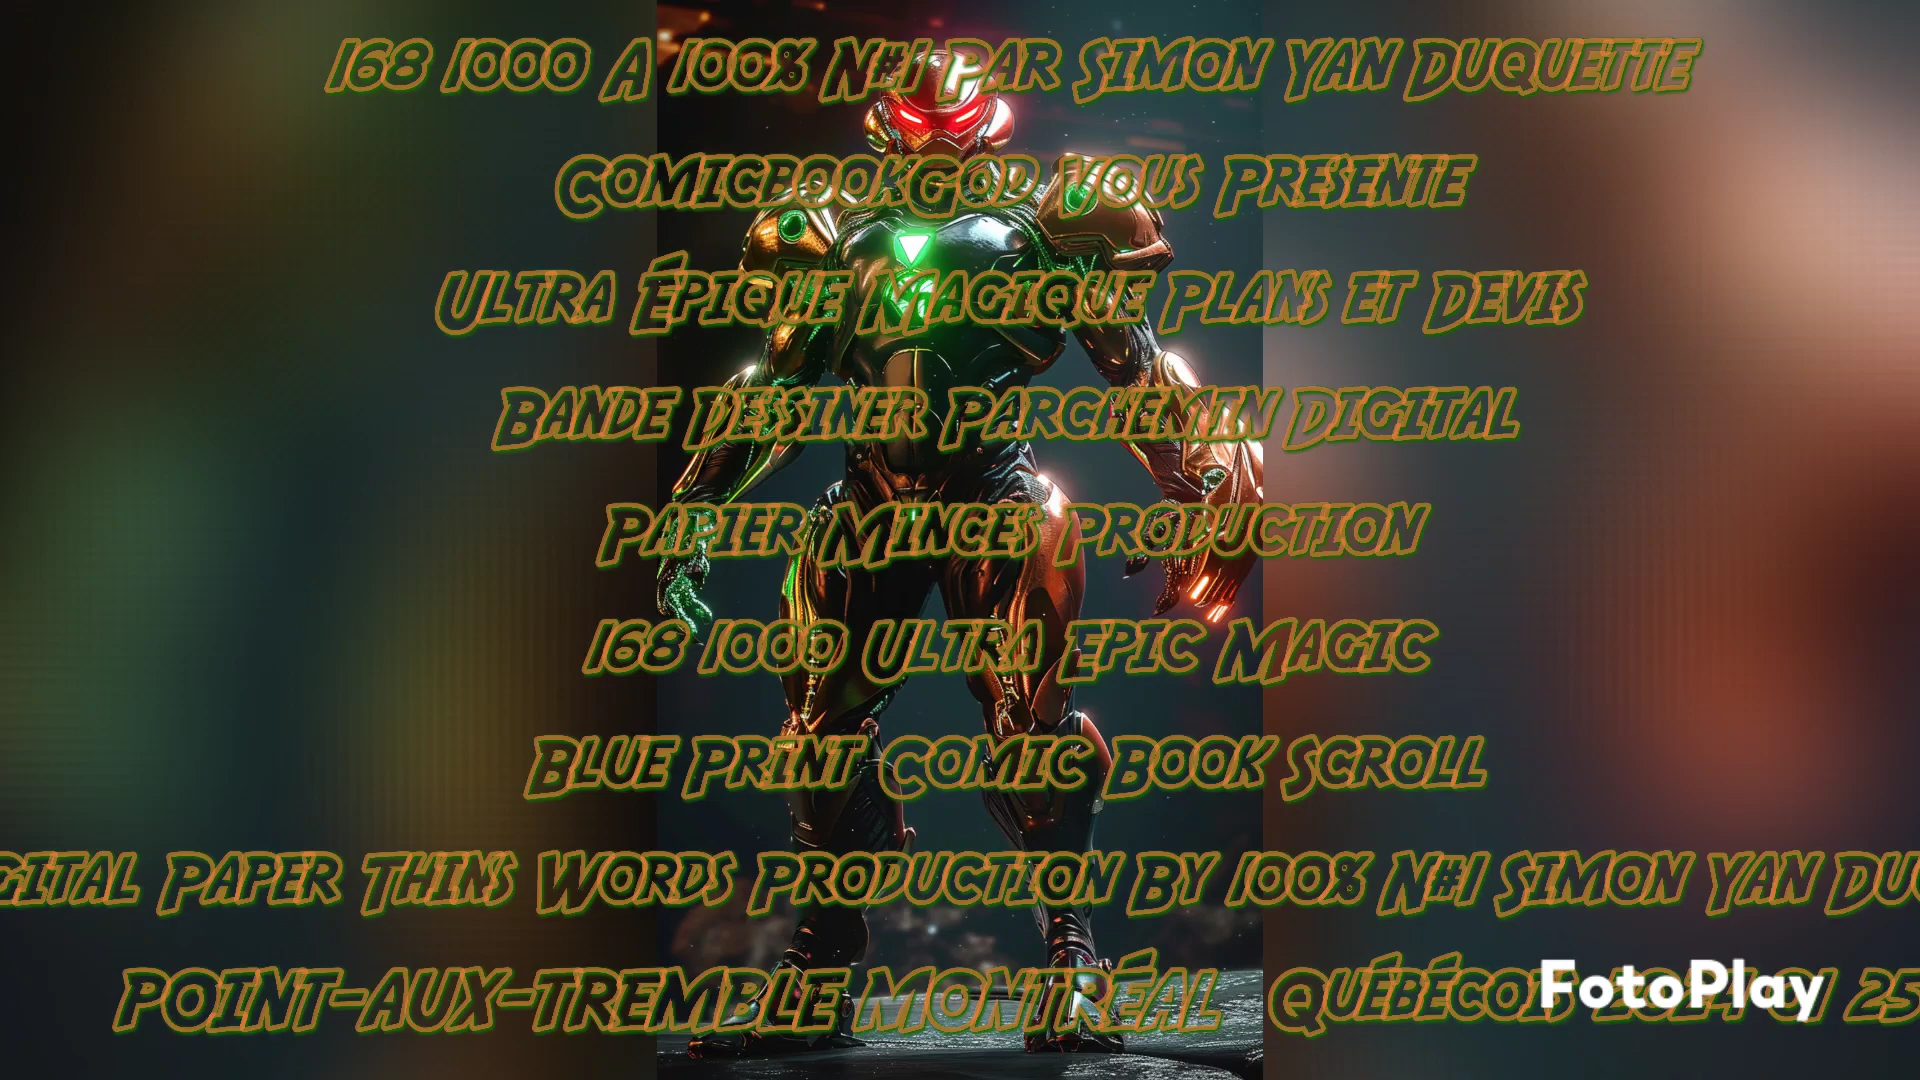 168 1000 A 100% N#1 Par Simon Yan Duquette
ComicbookGod Vous Presente
Ultra Épique Magique Plans et Devis
Bande Dessiner Parchemin Digital
Papier Minces Production
168 1000 Ultra Epic Magic
Blue Print Comic Book Scroll
gital Paper Thins Words Production By 100% N#1 Simon Yan Du
POINT-AUX-TREMBLE MONTRÉAL Québécois
FotoPlay